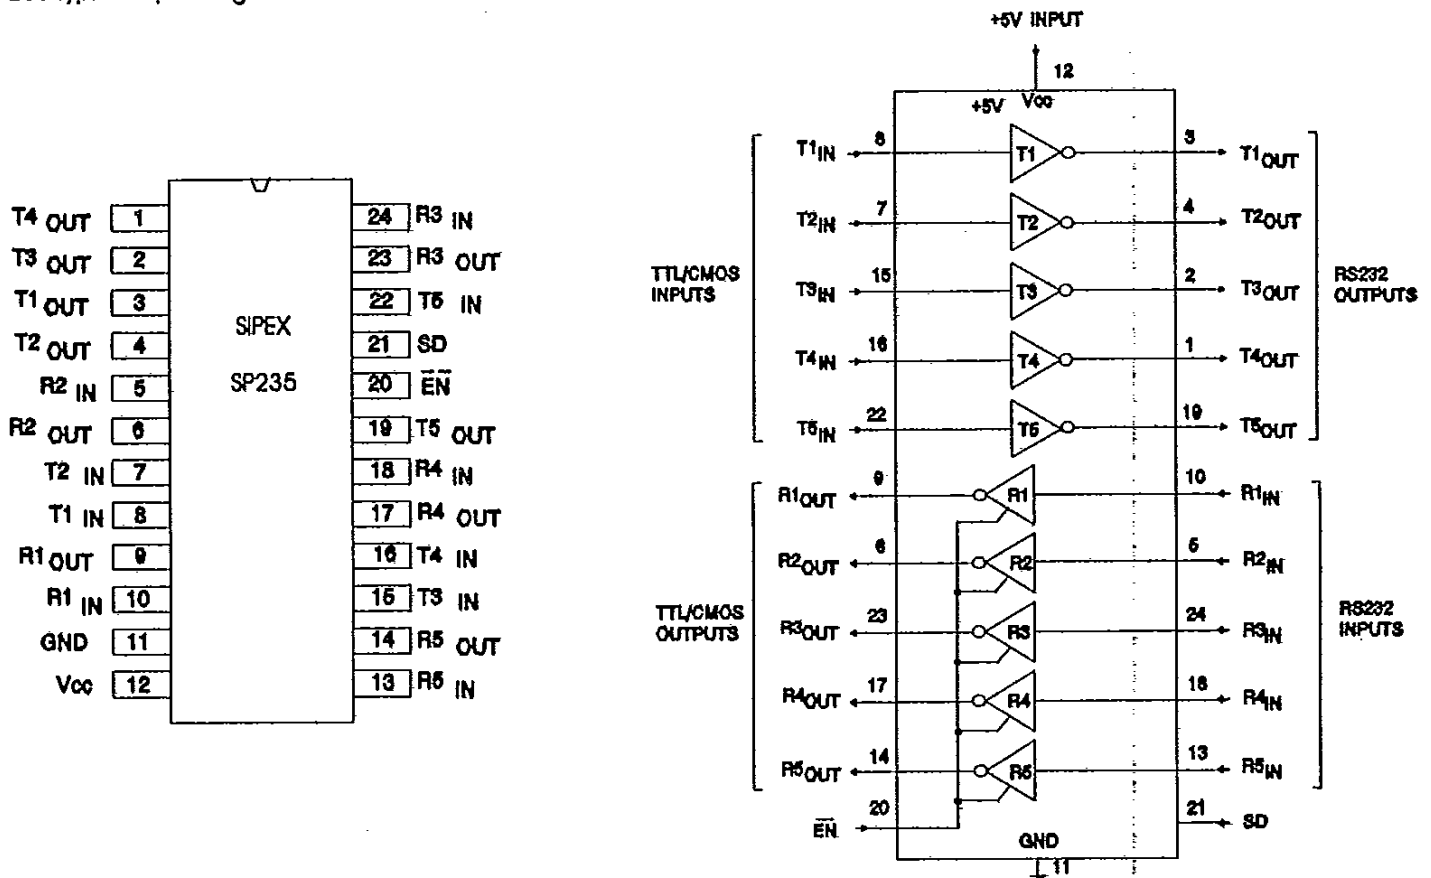 T4 OUT 1
T3 OUT 2
T1 OUT 3
T2 OUT 4
R2 IN 5
R2 OUT 6
T2 IN 7
T1 IN 8
R1 OUT 9
R1 IN 10
GND 11
Vcc 12
SIPEX
SP235
24 R3 IN
23 R3 OUT
22 T5 IN
21 SD
20 EN
19 T5 OUT
18 R4 IN
17 R4 OUT
16 T4 IN
15 T3 IN
14 R5 OUT
13 R5 IN
+5V INPUT
12
+5V Vcc
TTL/CMOS
INPUTS
T1IN 8 T1 3 T1OUT
T2IN 7 T2 4 T2OUT
T3IN 15 T3 2 T3OUT
T4IN 16 T4 1 T4OUT
T5IN 22 T5 19 T5OUT
RS232
OUTPUTS
TTL/CMOS
OUTPUTS
R1OUT 9 R1 10 R1IN
R2OUT 6 R2 5 R2IN
R3OUT 23 R3 24 R3IN
R4OUT 17 R4 18 R4IN
R5OUT 14 R5 13 R5IN
RS232
INPUTS
EN 20 21 SD
GND
11